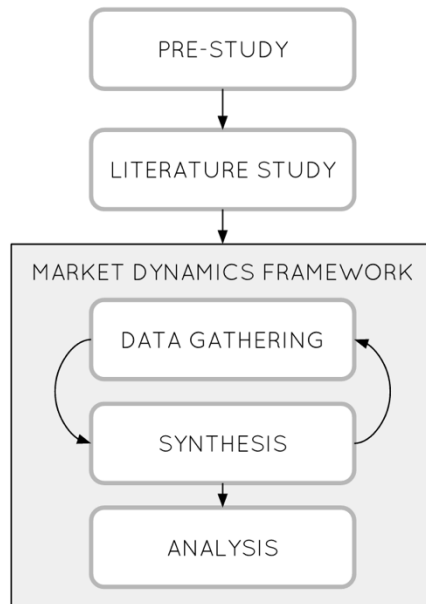 PRE-STUDY
LITERATURE STUDY
MARKET DYNAMICS FRAMEWORK
DATA GATHERING
SYNTHESIS
ANALYSIS